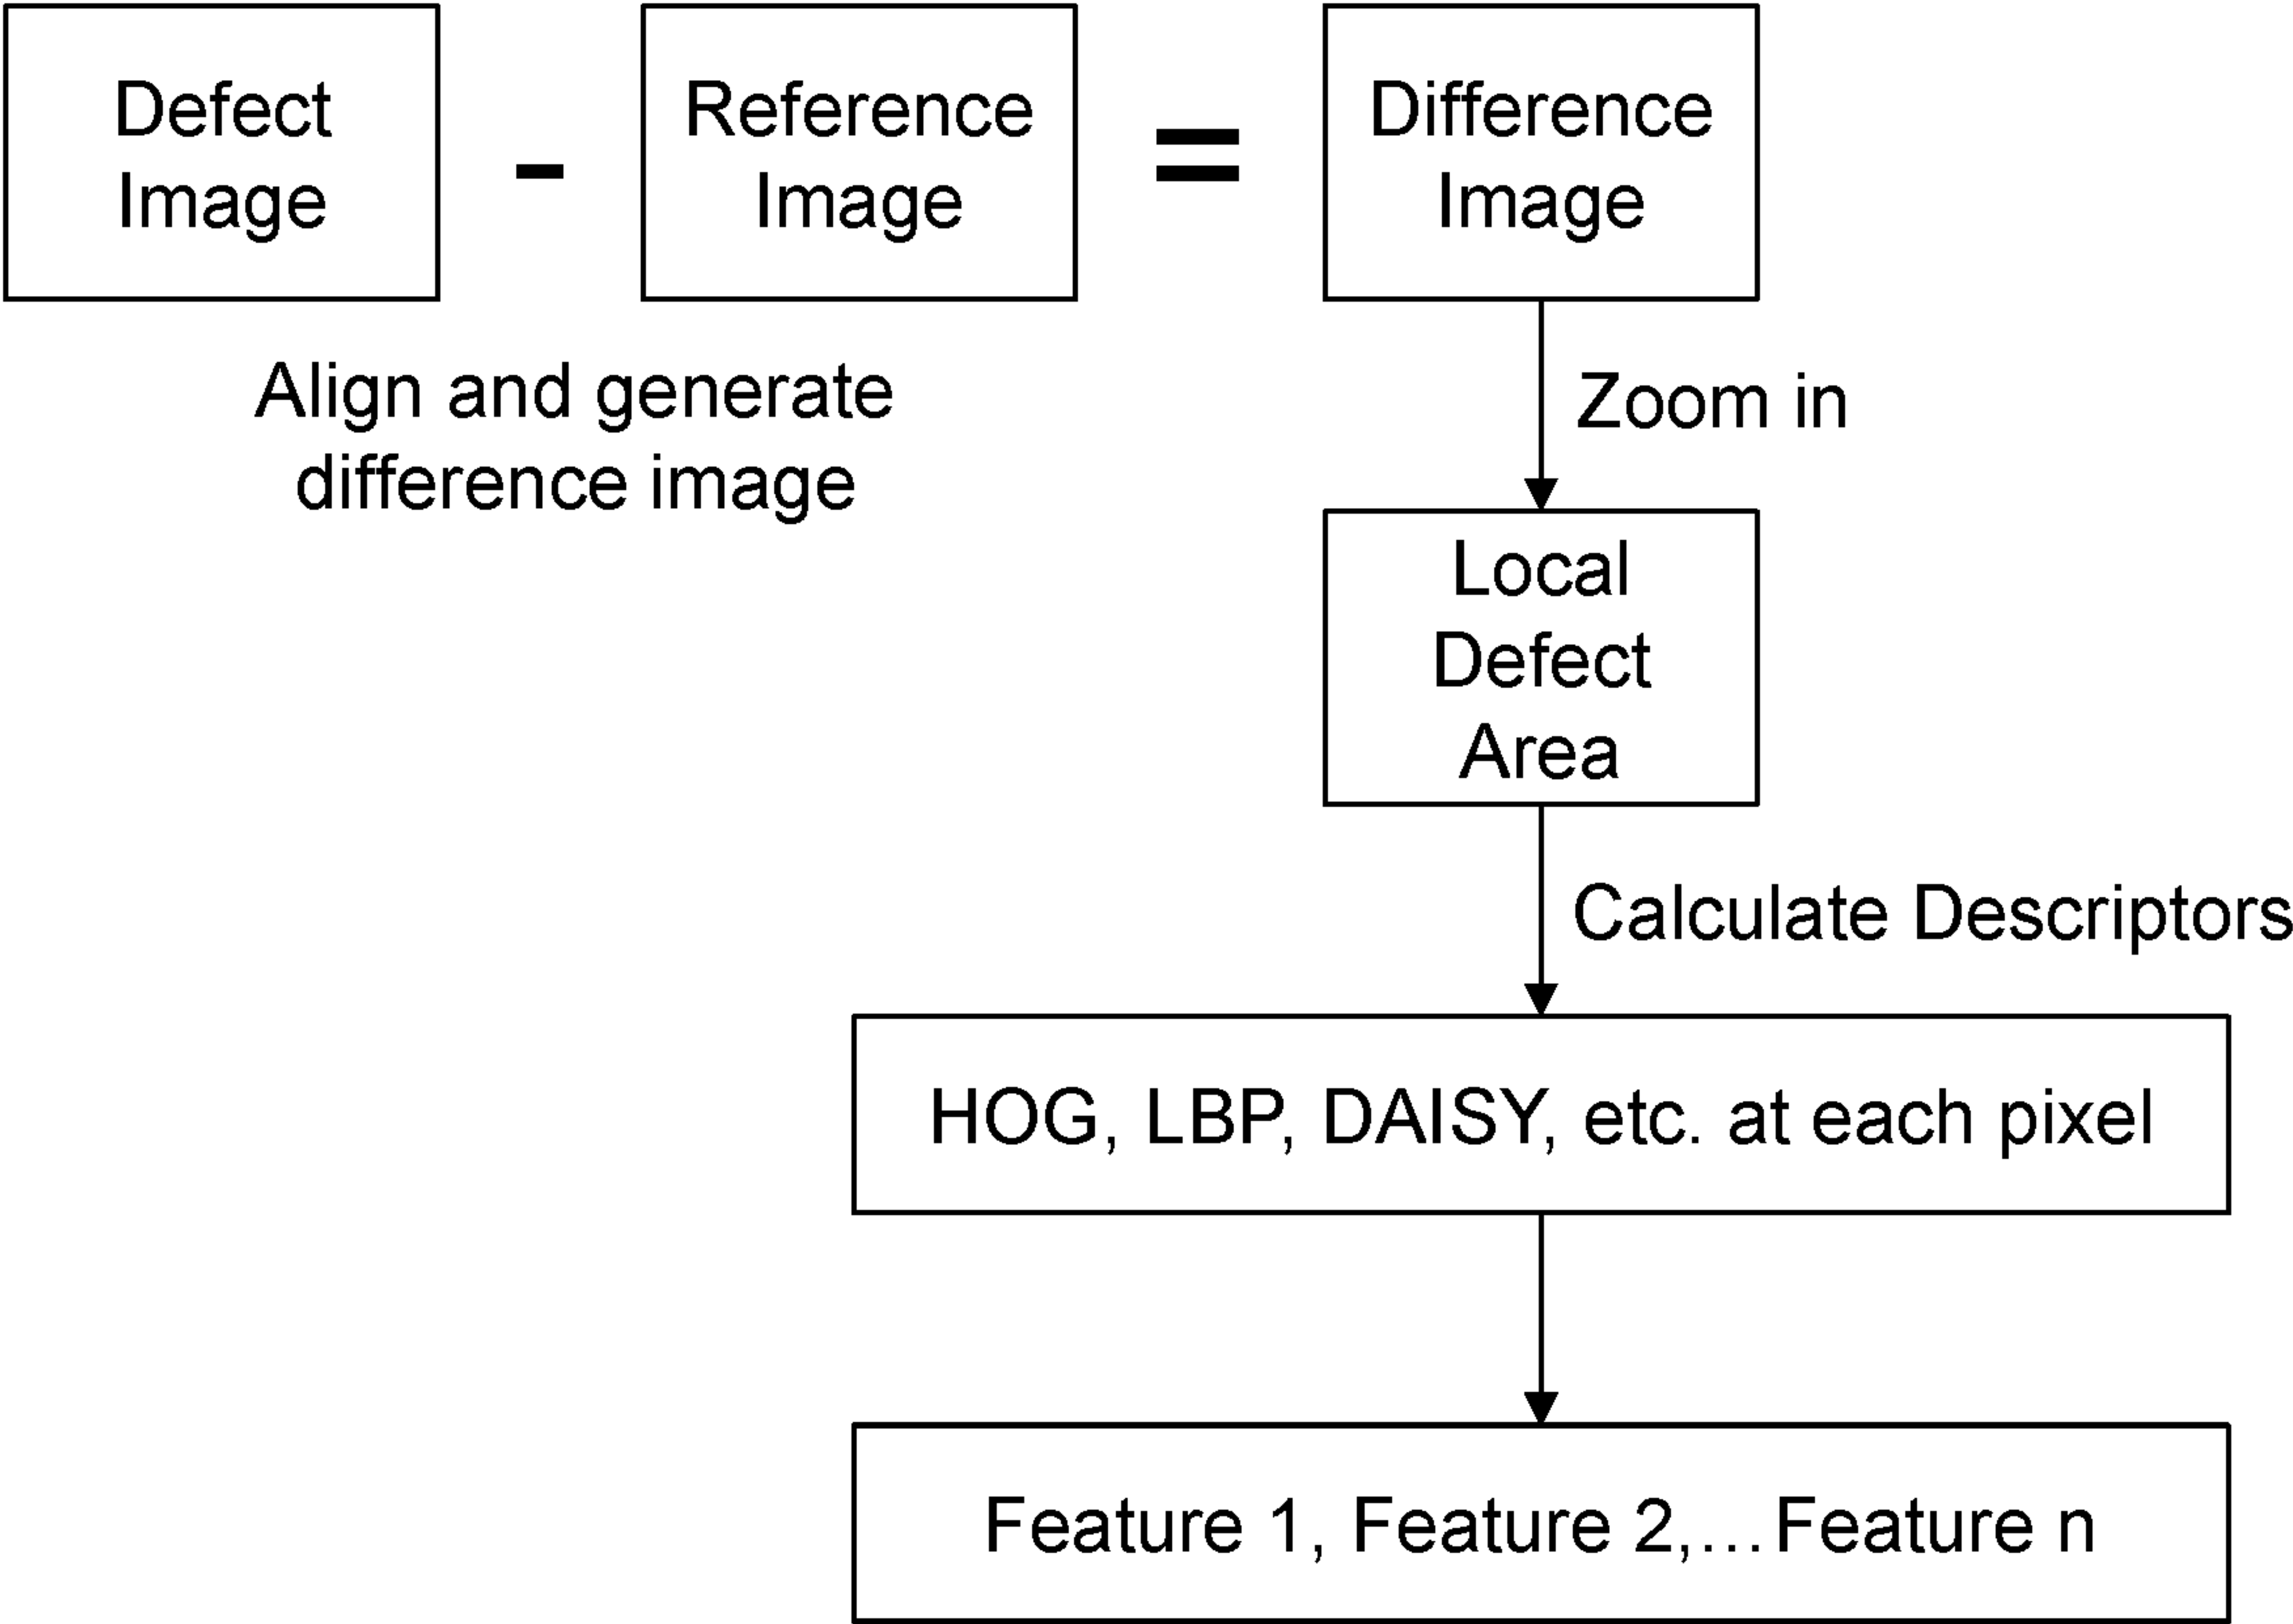 Defect
Image
-
Reference
Image
=
Difference
Image
Align and generate
difference image
Zoom in
Local
Defect
Area
Calculate Descriptors
HOG, LBP, DAISY, etc. at each pixel
Feature 1, Feature 2,...Feature n